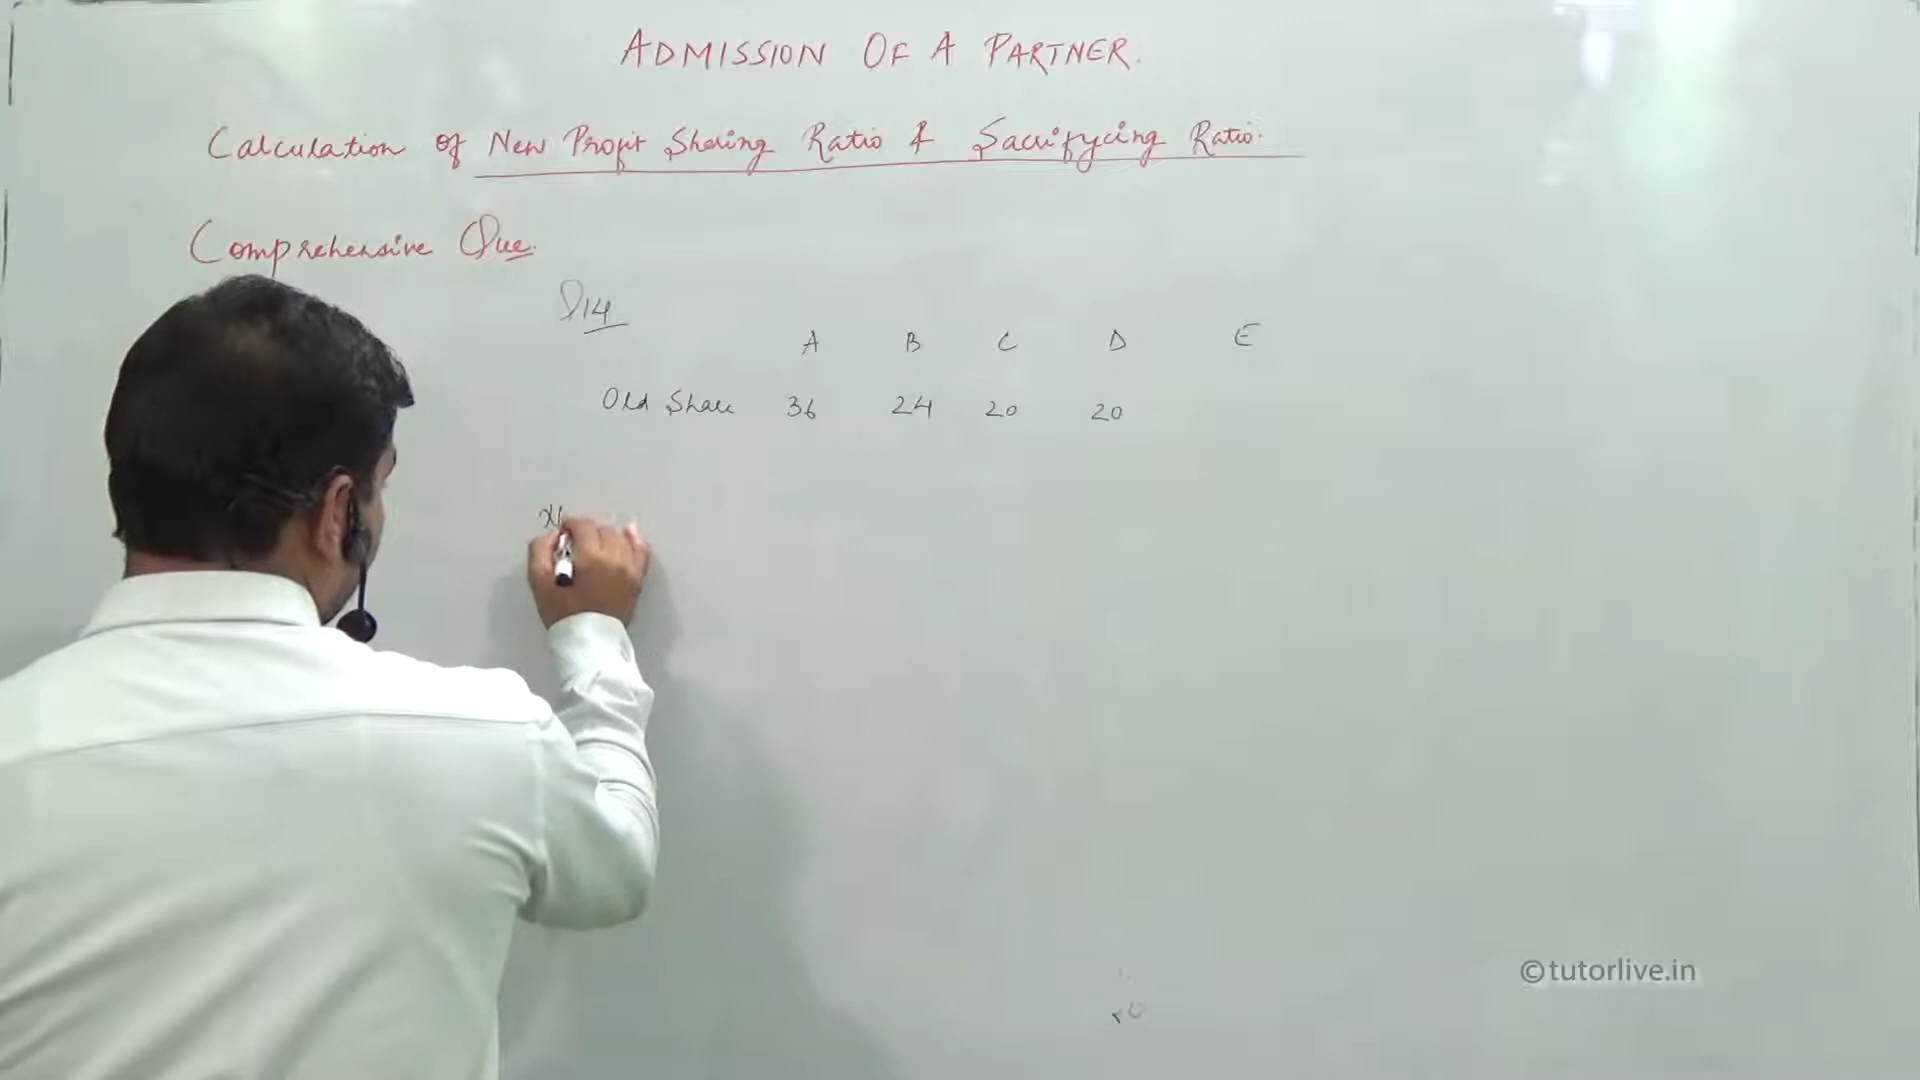 ADMISSION OF A PARTNER.
Calculation of New Profit Sharing Ratio & Sacrifycing Ratio.
Comprehensive Que.
Q14
A B C D E
Old Share 36 24 20 20
©tutorlive.in